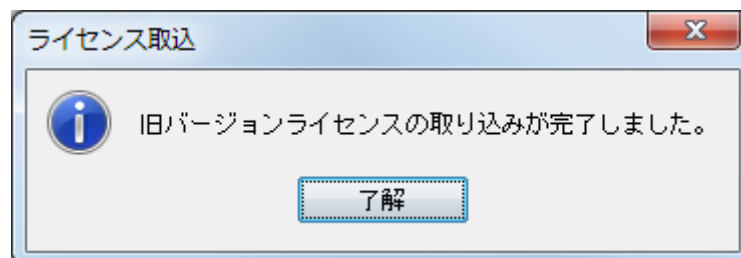 ライセンス取込
旧バージョンライセンスの取り込みが完了しました。
了解